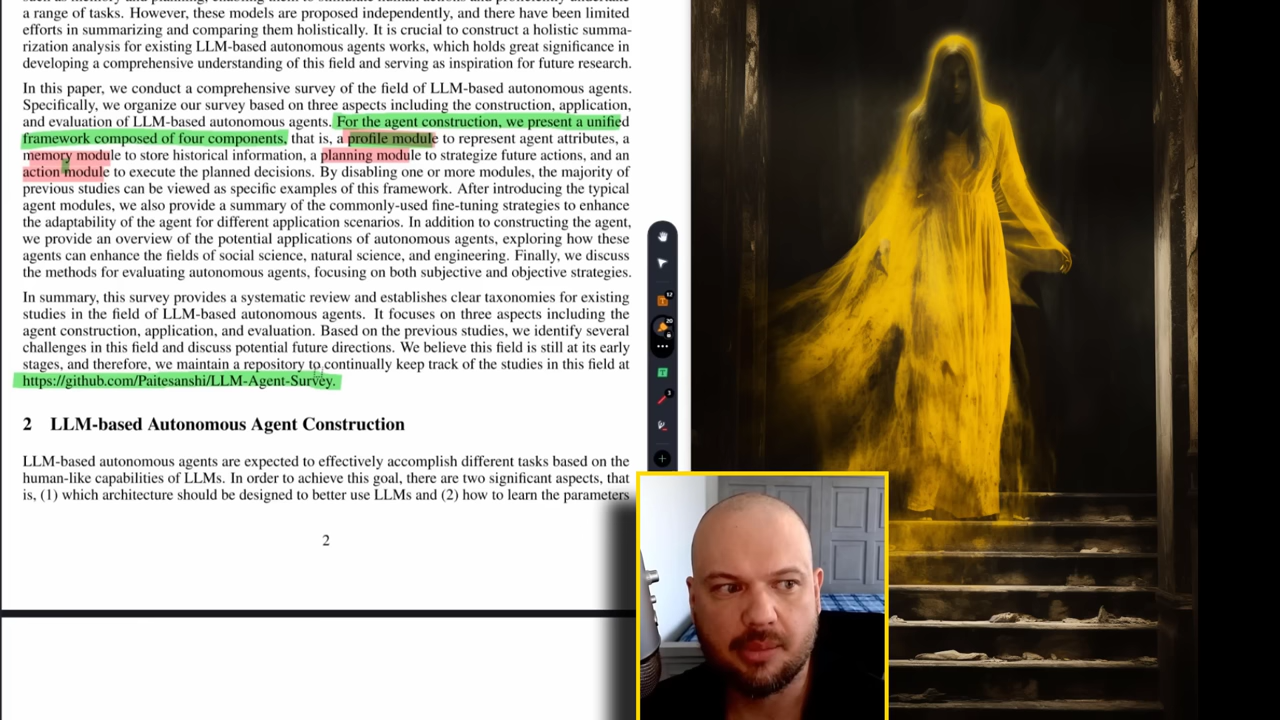 a range of tasks. However, these models are proposed independently, and there have been limited
efforts in summarizing and comparing them holistically. It is crucial to construct a holistic summa-
rization analysis for existing LLM-based autonomous agents works, which holds great significance in
developing a comprehensive understanding of this field and serving as inspiration for future research.
In this paper, we conduct a comprehensive survey of the field of LLM-based autonomous agents.
Specifically, we organize our survey based on three aspects including the construction, application,
and evaluation of LLM-based autonomous agents. For the agent construction, we present a unified
framework composed of four components, that is, a profile module to represent agent attributes, a
memory module to store historical information, a planning module to strategize future actions, and an
action module to execute the planned decisions. By disabling one or more modules, the majority of
previous studies can be viewed as specific examples of this framework. After introducing the typical
agent modules, we also provide a summary of the commonly-used fine-tuning strategies to enhance
the adaptability of the agent for different application scenarios. In addition to constructing the agent,
we provide an overview of the potential applications of autonomous agents, exploring how these
agents can enhance the fields of social science, natural science, and engineering. Finally, we discuss
the methods for evaluating autonomous agents, focusing on both subjective and objective strategies.
In summary, this survey provides a systematic review and establishes clear taxonomies for existing
studies in the field of LLM-based autonomous agents. It focuses on three aspects including the
agent construction, application, and evaluation. Based on the previous studies, we identify several
challenges in this field and discuss potential future directions. We believe this field is still at its early
stages, and therefore, we maintain a repository to continually keep track of the studies in this field at
https://github.com/Paitesanshi/LLM-Agent-Survey.
2 LLM-based Autonomous Agent Construction
LLM-based autonomous agents are expected to effectively accomplish different tasks based on the
human-like capabilities of LLMs. In order to achieve this goal, there are two significant aspects, that
is, (1) which architecture should be designed to better use LLMs and (2) how to learn the parameters
2
12
20
T
3